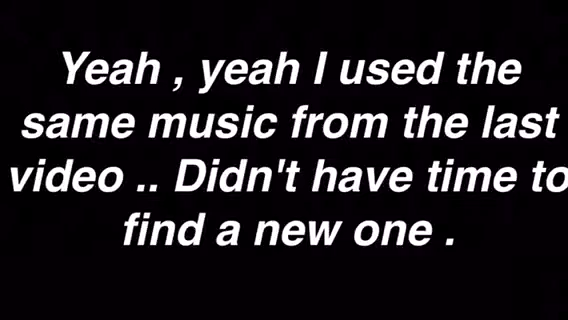 Yeah , yeah I used the
same music from the last
video .. Didn't have time to
find a new one .